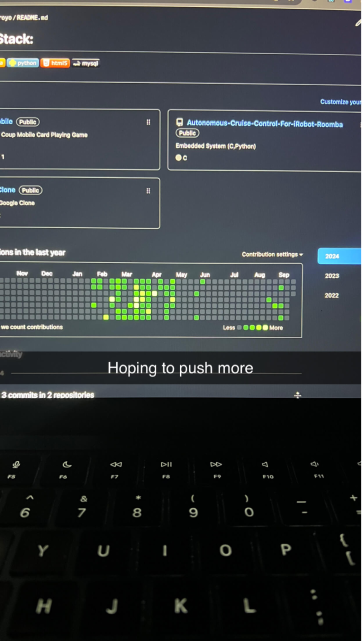 royo / README.md
Stack:
python html5 mysql
Customize your
bile Public
Coup Mobile Card Playing Game
1
Autonomous-Cruise-Control-For-iRobot-Roomba
Public
Embedded System (C,Python)
C
Clone Public
Google Clone
ions in the last year
Contribution settings
2024
2023
2022
Nov Dec Jan Feb Mar Apr May Jun Jul Aug Sep
we count contributions
Less More
activity
Hoping to push more
3 commits in 2 repositories
F5 F6 F7 F8 F9 F10 F11
^ & * ( ) — +
6 7 8 9 0 - =
Y U I O P { [
H J K L : ;